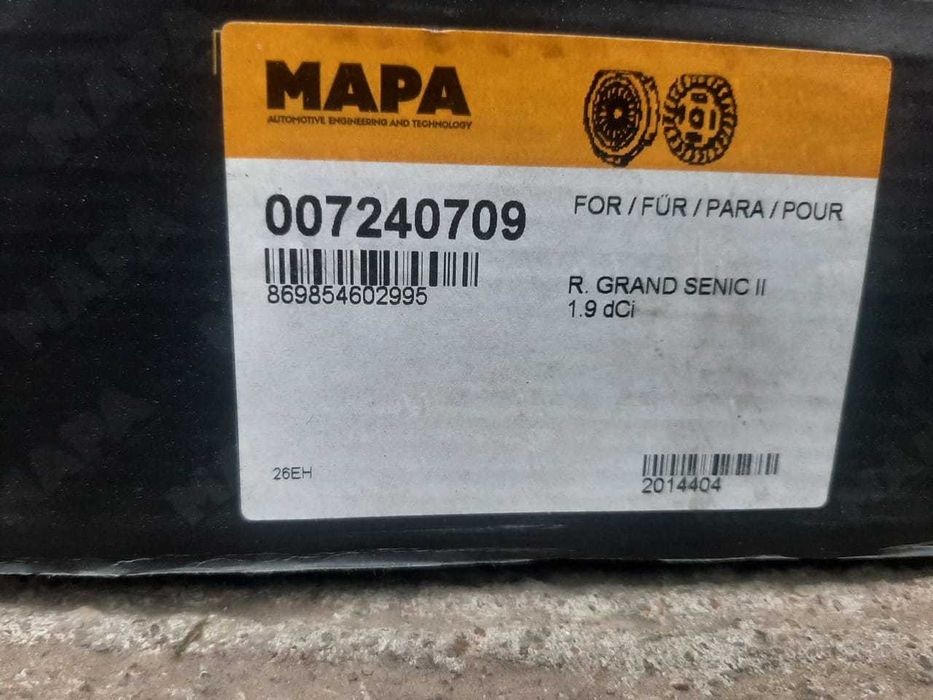 MAPA
AUTOMOTIVE ENGINEERING AND TECHNOLOGY
007240709
FOR / FÜR / PARA / POUR
869854602995
R. GRAND SENIC II
1.9 dCi
26EH
2014404